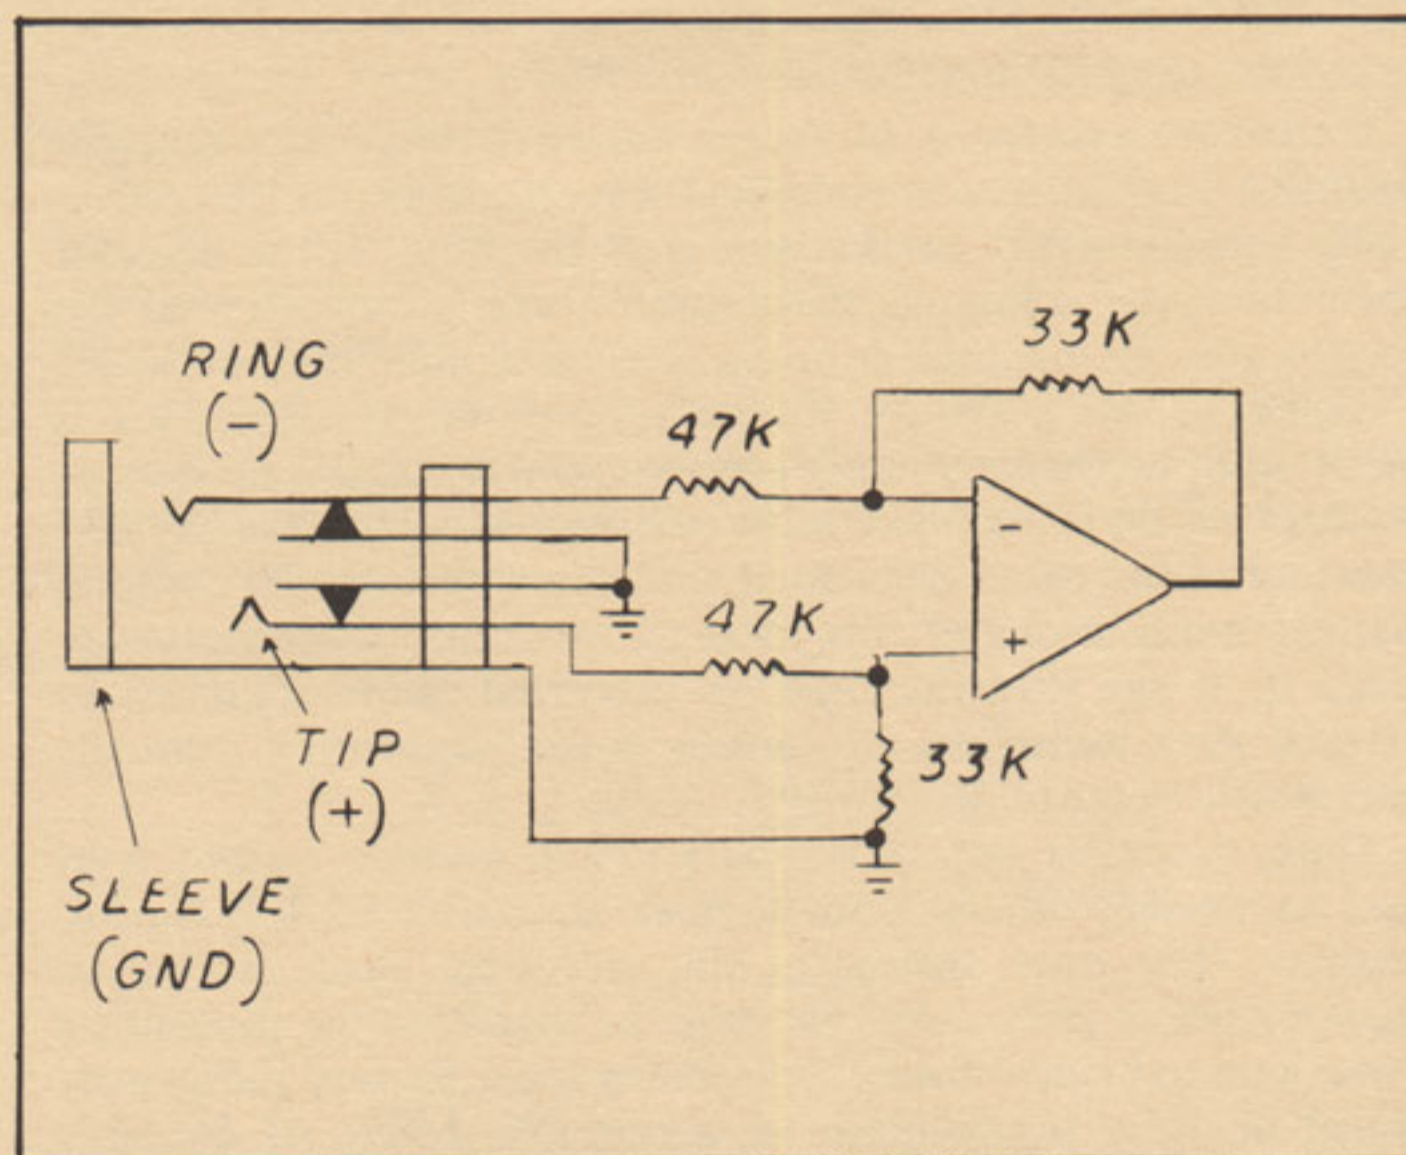 33K
RING
(-)
47K
-
47K
+
TIP
(+)
33K
SLEEVE
(GND)